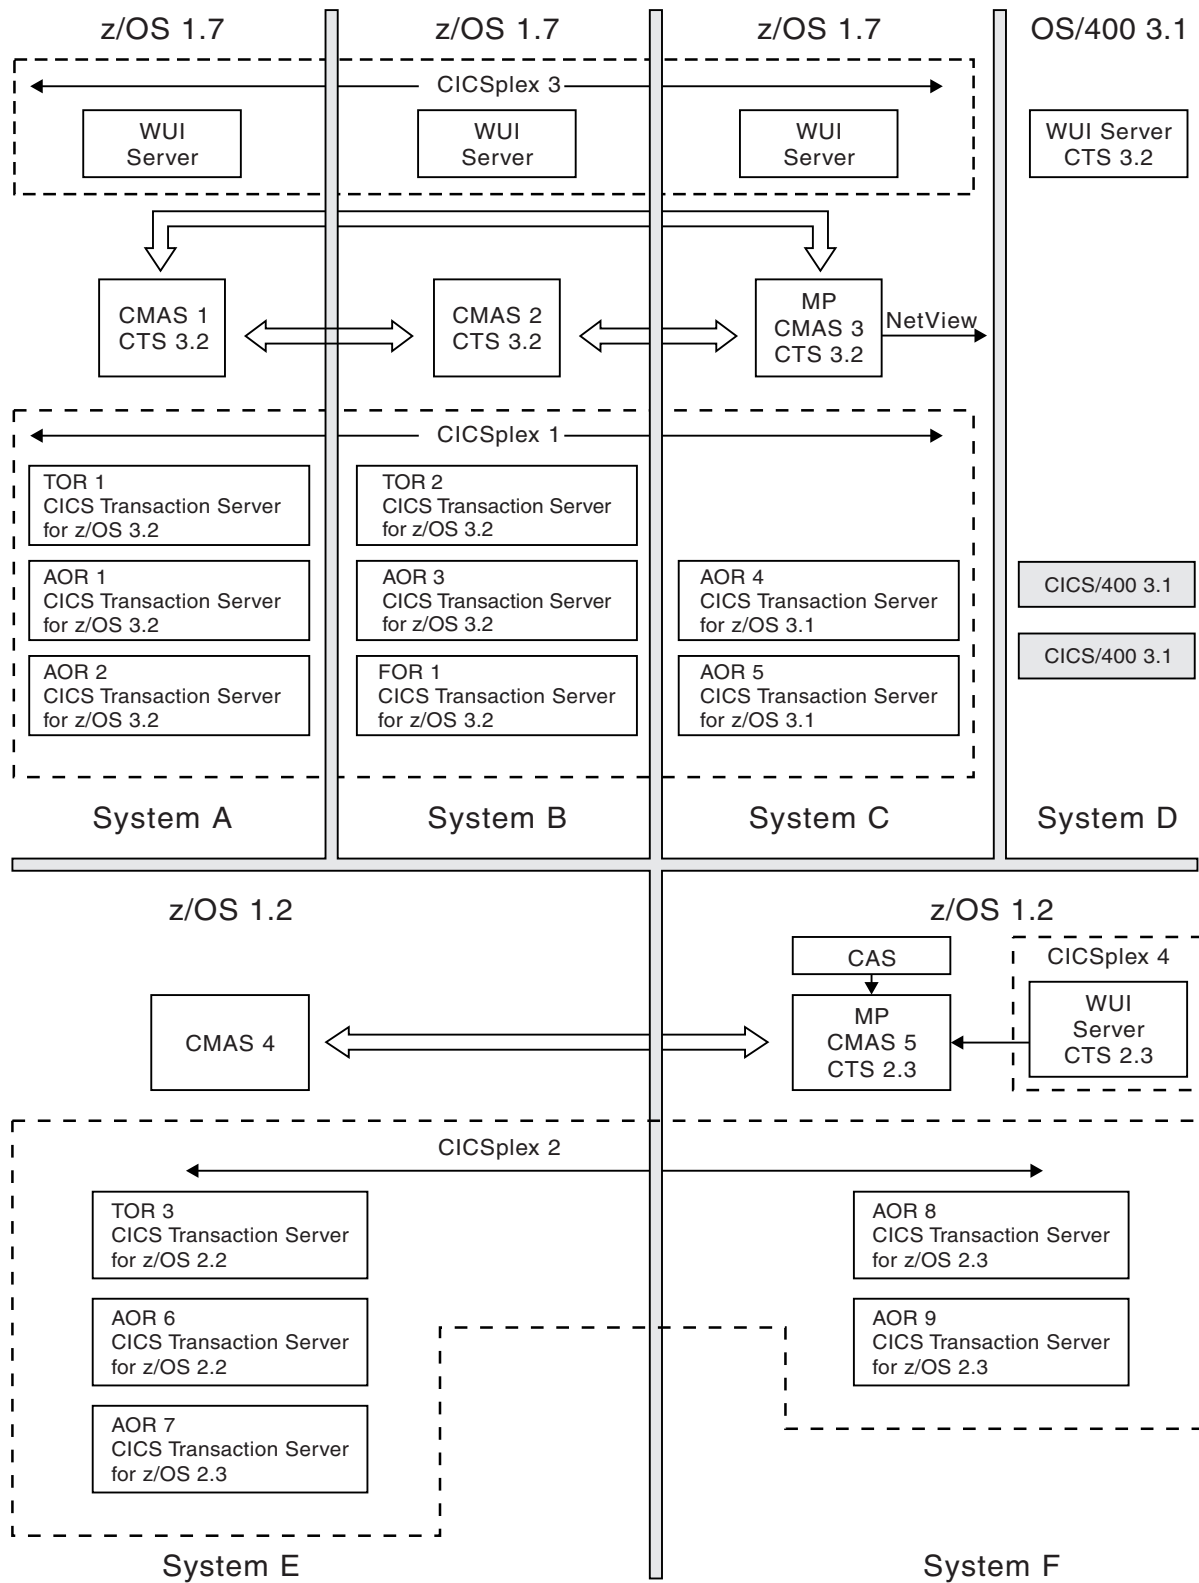 z/OS 1.7
z/OS 1.7
z/OS 1.7
OS/400 3.1
CICSplex 3
WUI
Server
WUI
Server
WUI
Server
WUI Server
CTS 3.2
CMAS 1
CTS 3.2
CMAS 2
CTS 3.2
MP
CMAS 3
CTS 3.2
NetView
CICSplex 1
TOR 1
CICS Transaction Server
for z/OS 3.2
TOR 2
CICS Transaction Server
for z/OS 3.2
AOR 1
CICS Transaction Server
for z/OS 3.2
AOR 3
CICS Transaction Server
for z/OS 3.2
AOR 4
CICS Transaction Server
for z/OS 3.1
CICS/400 3.1
AOR 2
CICS Transaction Server
for z/OS 3.2
FOR 1
CICS Transaction Server
for z/OS 3.2
AOR 5
CICS Transaction Server
for z/OS 3.1
CICS/400 3.1
System A
System B
System C
System D
z/OS 1.2
z/OS 1.2
CAS
CICSplex 4
CMAS 4
MP
CMAS 5
CTS 2.3
WUI
Server
CTS 2.3
CICSplex 2
TOR 3
CICS Transaction Server
for z/OS 2.2
AOR 8
CICS Transaction Server
for z/OS 2.3
AOR 6
CICS Transaction Server
for z/OS 2.2
AOR 9
CICS Transaction Server
for z/OS 2.3
AOR 7
CICS Transaction Server
for z/OS 2.3
System E
System F